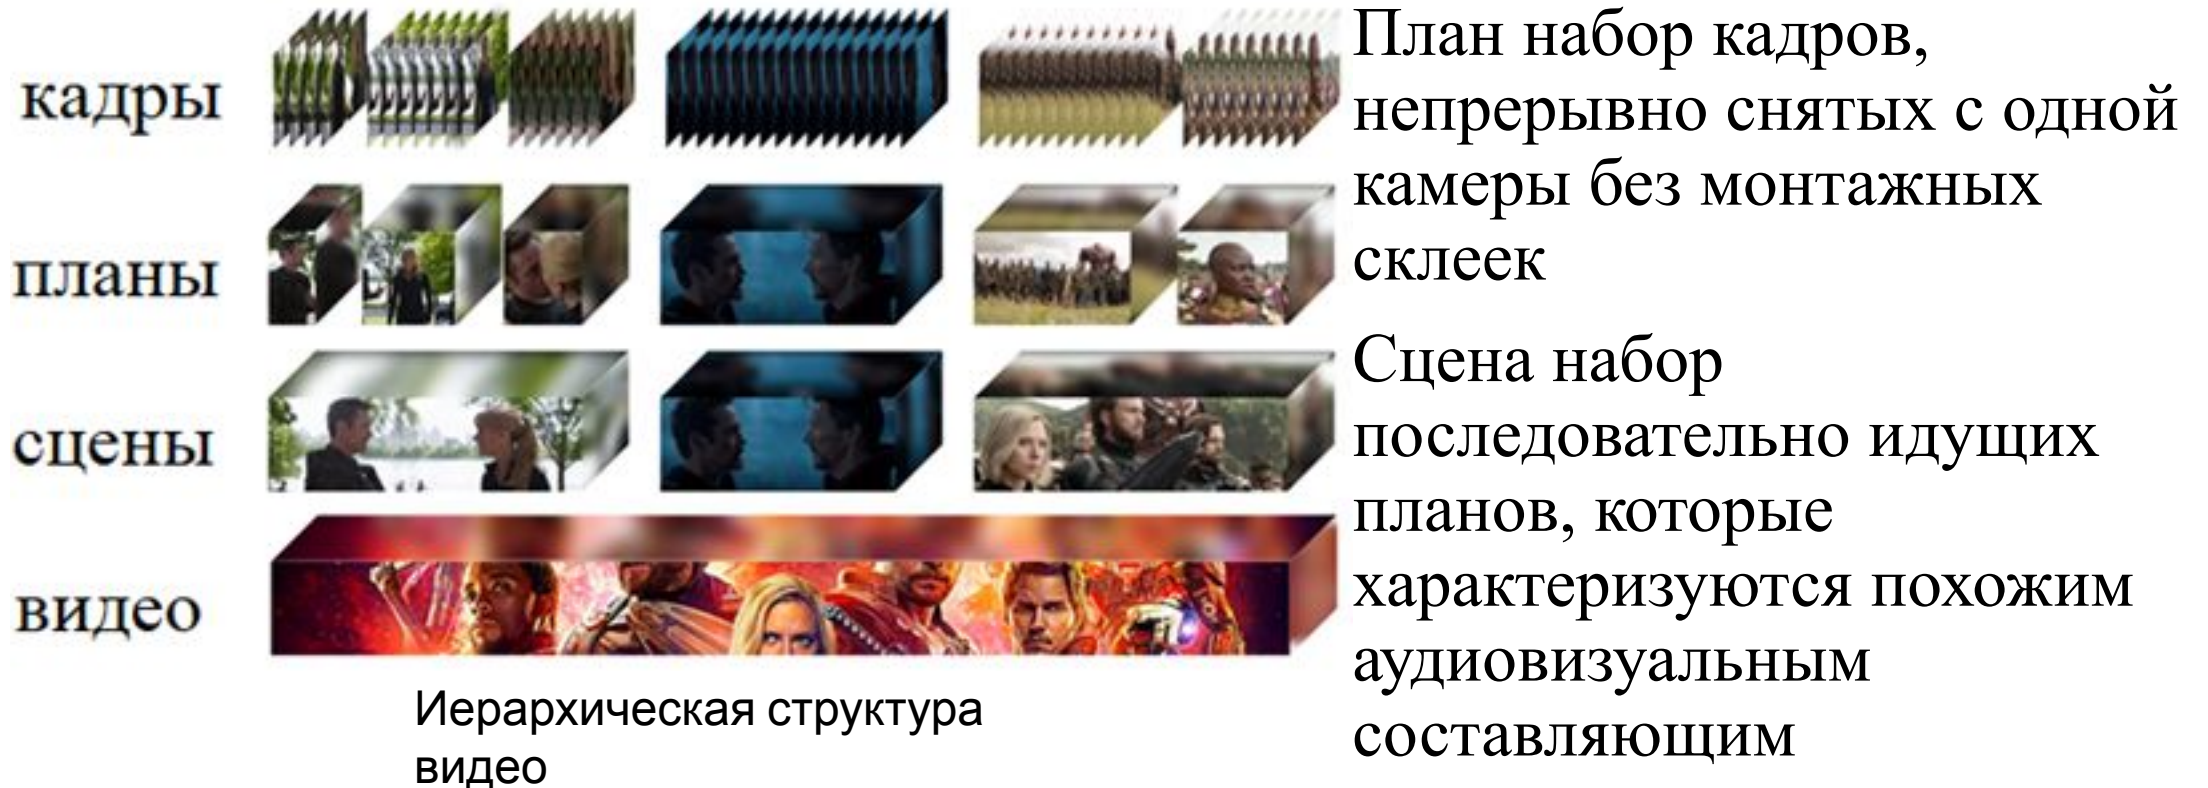 кадры
планы
сцены
видео
Иерархическая структура
видео
План набор кадров,
непрерывно снятых с одной
камеры без монтажных
склеек
Сцена набор
последовательно идущих
планов, которые
характеризуются похожим
аудиовизуальным
составляющим